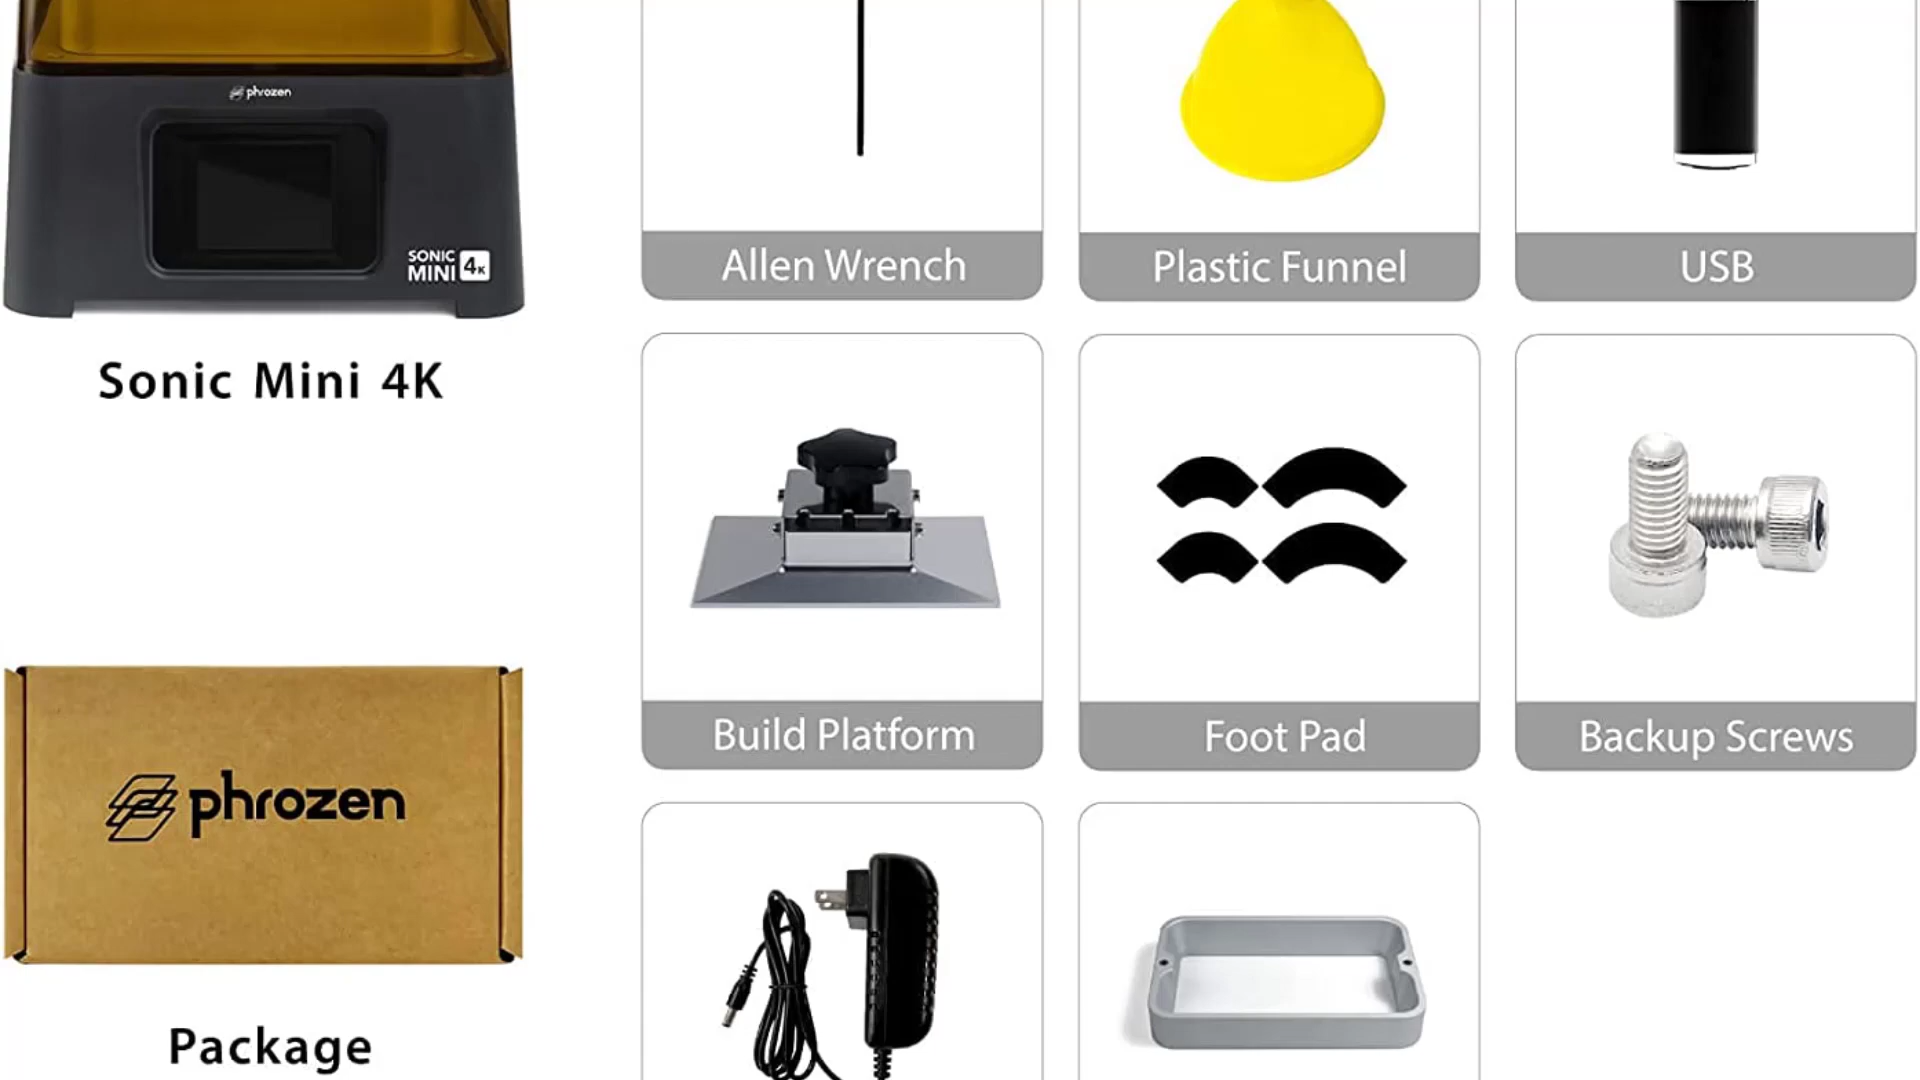 phrozen
SONIC
MINI 4K
Sonic Mini 4K
Allen Wrench
Plastic Funnel
USB
Build Platform
Foot Pad
Backup Screws
phrozen
Package